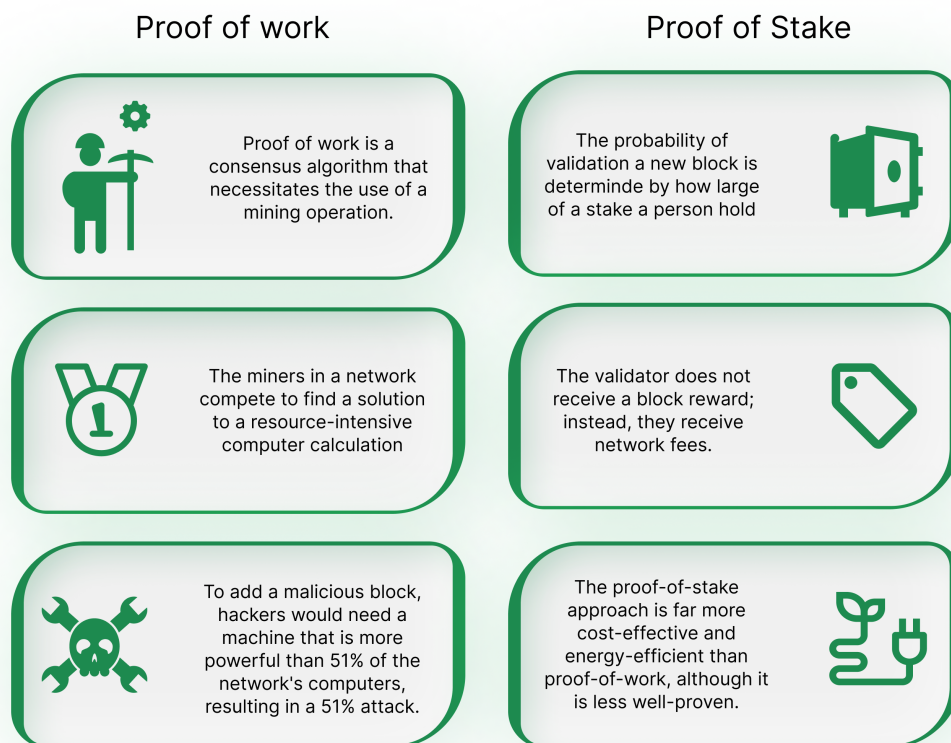 Proof of work
Proof of work is a
consensus algorithm that
necessitates the use of a
mining operation.
The miners in a network
compete to find a solution
to a resource-intensive
computer calculation
To add a malicious block,
hackers would need a
machine that is more
powerful than 51% of the
network's computers,
resulting in a 51% attack.
Proof of Stake
The probability of
validation a new block is
determinde by how large
of a stake a person hold
The validator does not
receive a block reward;
instead, they receive
network fees.
The proof-of-stake
approach is far more
cost-effective and
energy-efficient than
proof-of-work, although it
is less well-proven.
1